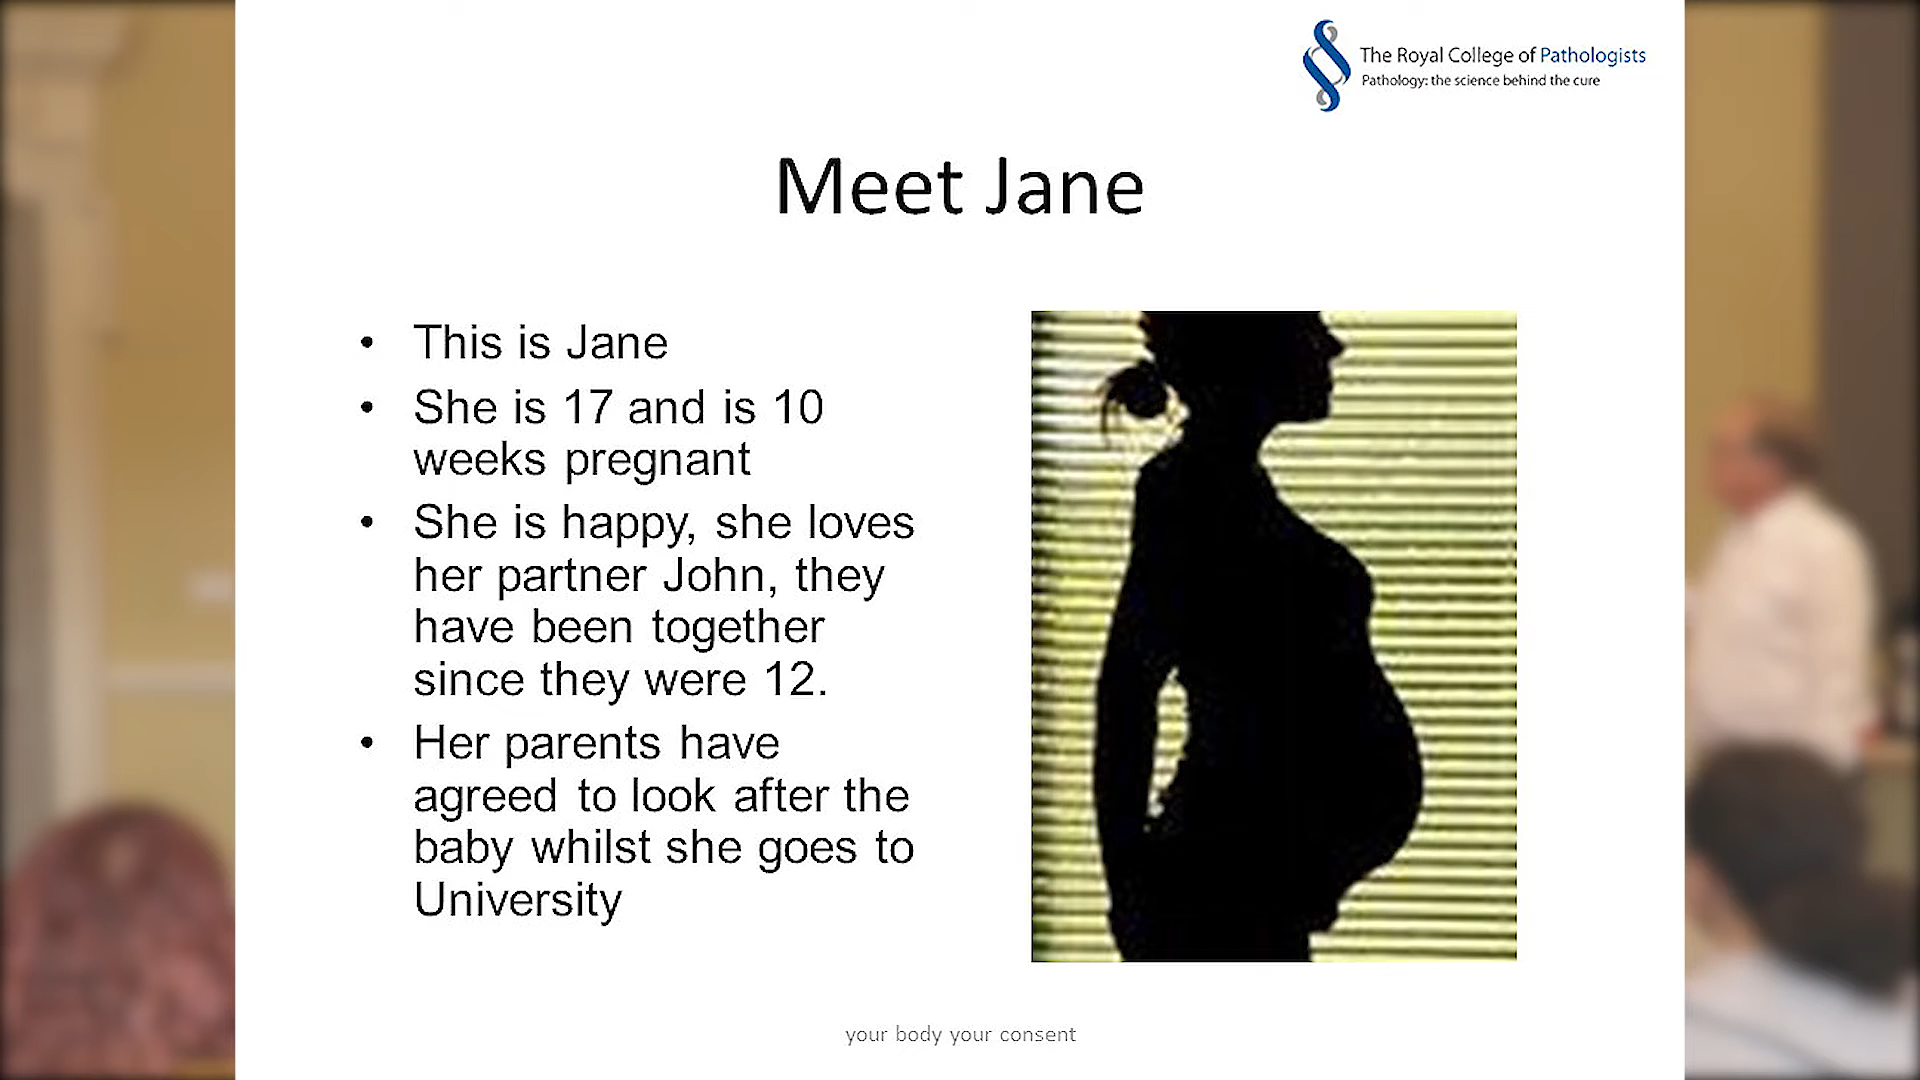 The Royal College of Pathologists
Pathology: the science behind the cure
Meet Jane
• This is Jane
• She is 17 and is 10
weeks pregnant
• She is happy, she loves
her partner John, they
have been together
since they were 12.
• Her parents have
agreed to look after the
baby whilst she goes to
University
your body your consent